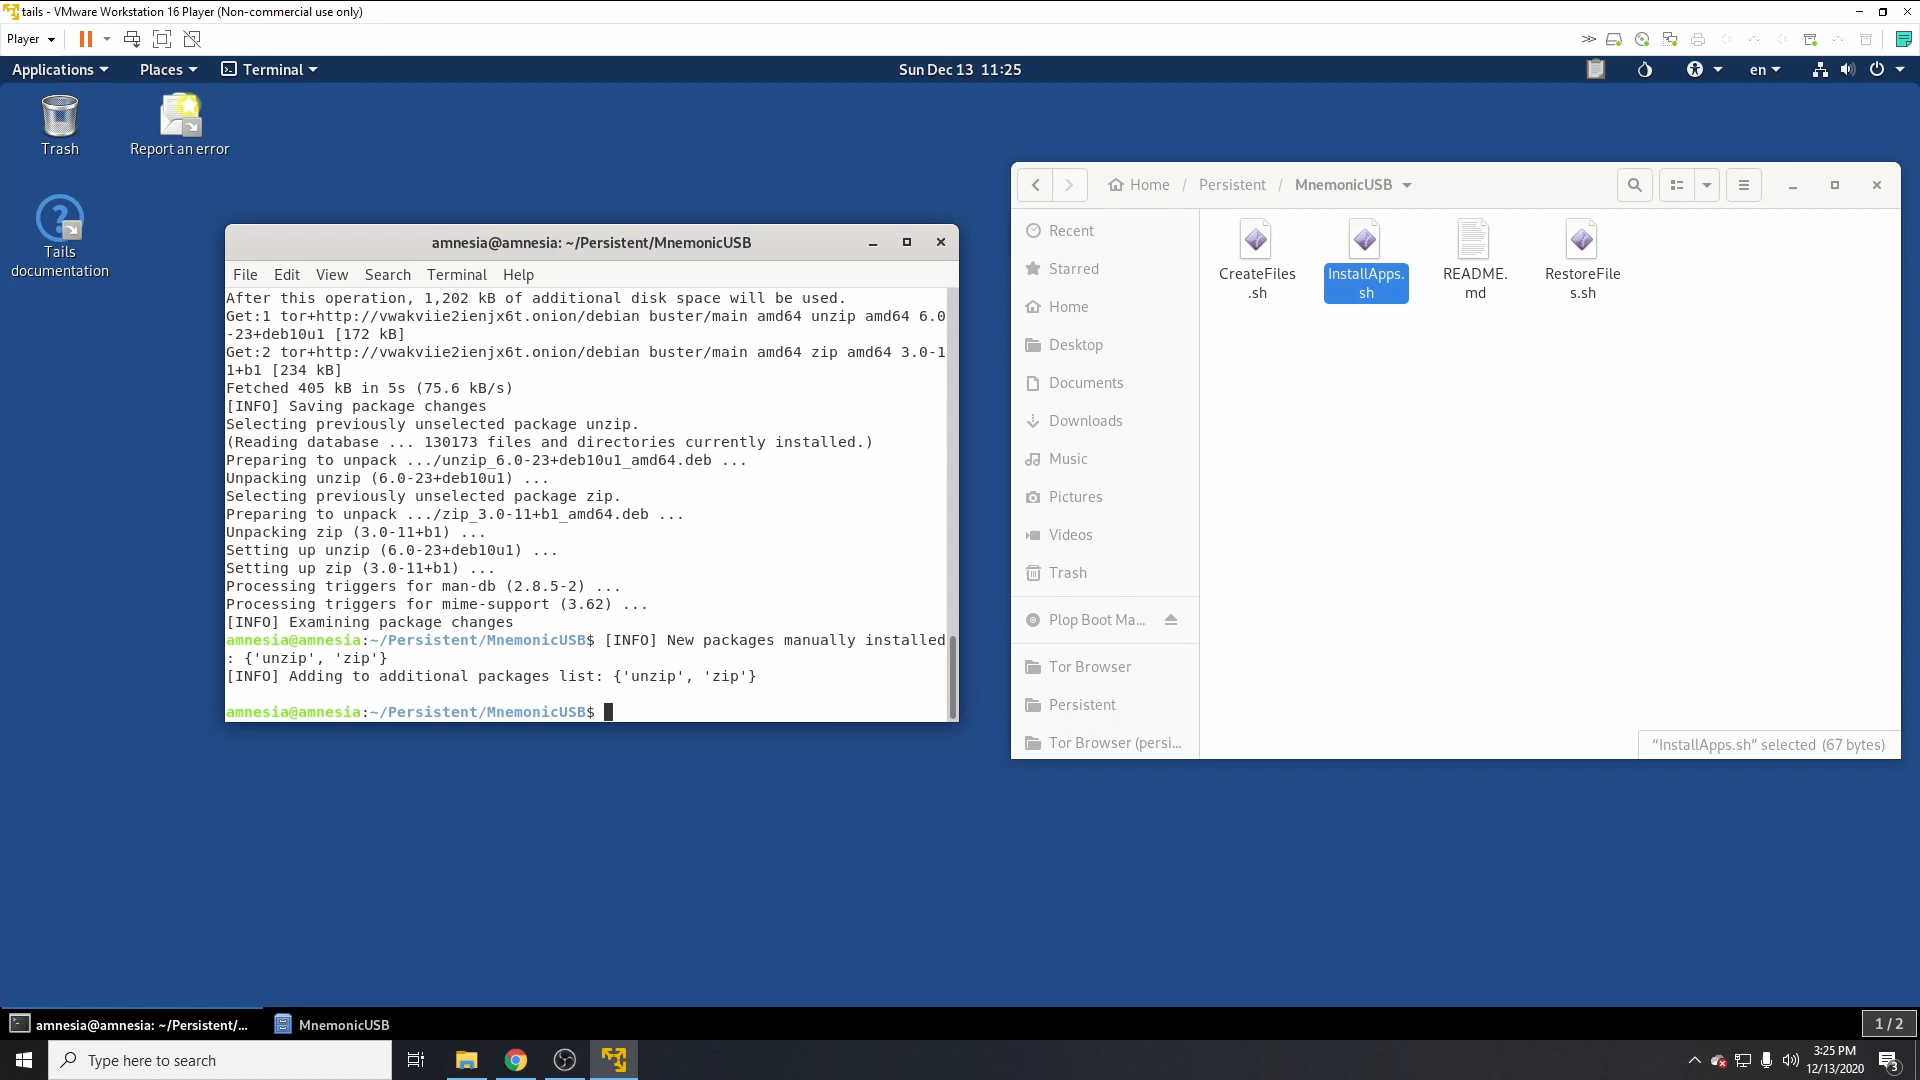 tails - VMware Workstation 16 Player (Non-commercial use only)
Player
Applications Places Terminal Sun Dec 13 11:25 en
Trash
Report an error
Tails
documentation
amnesia@amnesia: ~/Persistent/MnemonicUSB
File Edit View Search Terminal Help
After this operation, 1,202 kB of additional disk space will be used.
Get:1 tor+http://vwakviie2ienjx6t.onion/debian buster/main amd64 unzip amd64 6.0
-23+deb10u1 [172 kB]
Get:2 tor+http://vwakviie2ienjx6t.onion/debian buster/main amd64 zip amd64 3.0-1
1+b1 [234 kB]
Fetched 405 kB in 5s (75.6 kB/s)
[INFO] Saving package changes
Selecting previously unselected package unzip.
(Reading database ... 130173 files and directories currently installed.)
Preparing to unpack .../unzip_6.0-23+deb10u1_amd64.deb ...
Unpacking unzip (6.0-23+deb10u1) ...
Selecting previously unselected package zip.
Preparing to unpack .../zip_3.0-11+b1_amd64.deb ...
Unpacking zip (3.0-11+b1) ...
Setting up unzip (6.0-23+deb10u1) ...
Setting up zip (3.0-11+b1) ...
Processing triggers for man-db (2.8.5-2) ...
Processing triggers for mime-support (3.62) ...
[INFO] Examining package changes
amnesia@amnesia:~/Persistent/MnemonicUSB$ [INFO] New packages manually installed
: {'unzip', 'zip'}
[INFO] Adding to additional packages list: {'unzip', 'zip'}
amnesia@amnesia:~/Persistent/MnemonicUSB$
Home / Persistent / MnemonicUSB
Recent
Starred
Home
Desktop
Documents
Downloads
Music
Pictures
Videos
Trash
Plop Boot Ma...
Tor Browser
Persistent
Tor Browser (persi...
CreateFiles
.sh
InstallApps.
sh
README.
md
RestoreFile
s.sh
"InstallApps.sh" selected (67 bytes)
amnesia@amnesia: ~/Persistent/...
MnemonicUSB
1 / 2
Type here to search
3:25 PM
12/13/2020
3